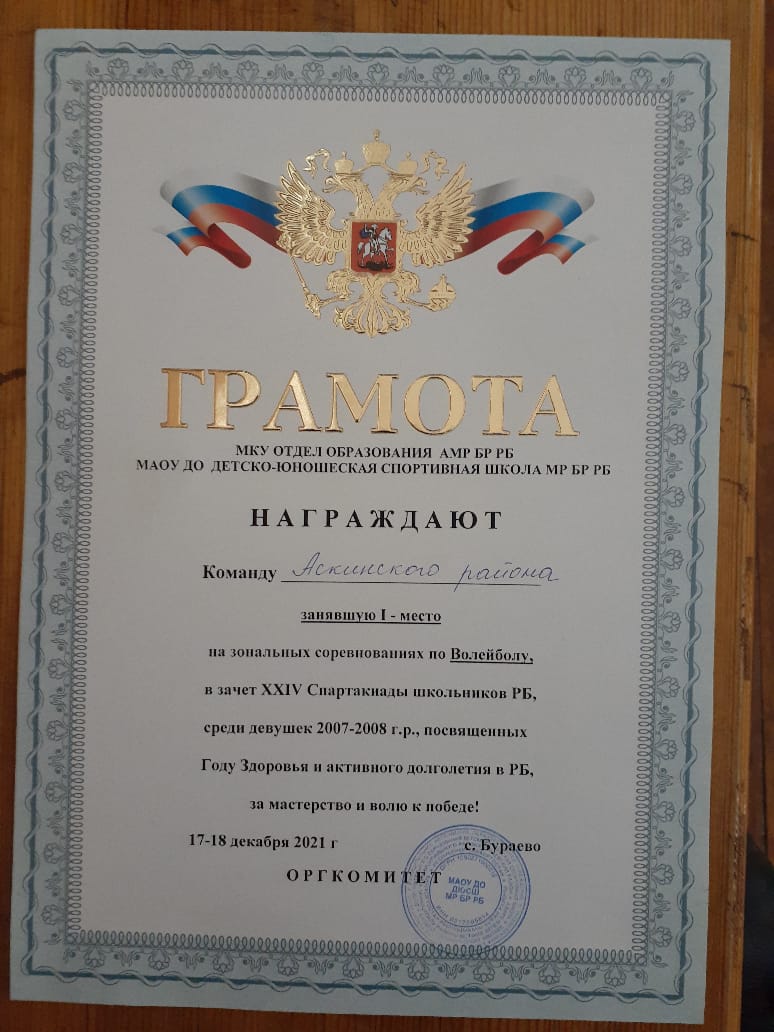 ГРАМОТА
МКУ ОТДЕЛ ОБРАЗОВАНИЯ АМР БР РБ
МАОУ ДО ДЕТСКО-ЮНОШЕСКАЯ СПОРТИВНАЯ ШКОЛА МР БР РБ
НАГРАЖДАЮТ
Команду Аскинского района
занявшую I - место
на зональных соревнованиях по Волейболу,
в зачет XXIV Спартакиады школьников РБ,
среди девушек 2007-2008 г.р., посвященных
Году Здоровья и активного долголетия в РБ,
за мастерство и волю к победе!
17-18 декабря 2021 г с. Бураево
ОРГКОМИТЕТ
МАОУ ДО
ДЮСШ
МР БР РБ